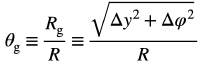 θ_g ≡ R_g/R ≡ √(Δy² + Δφ²)/R